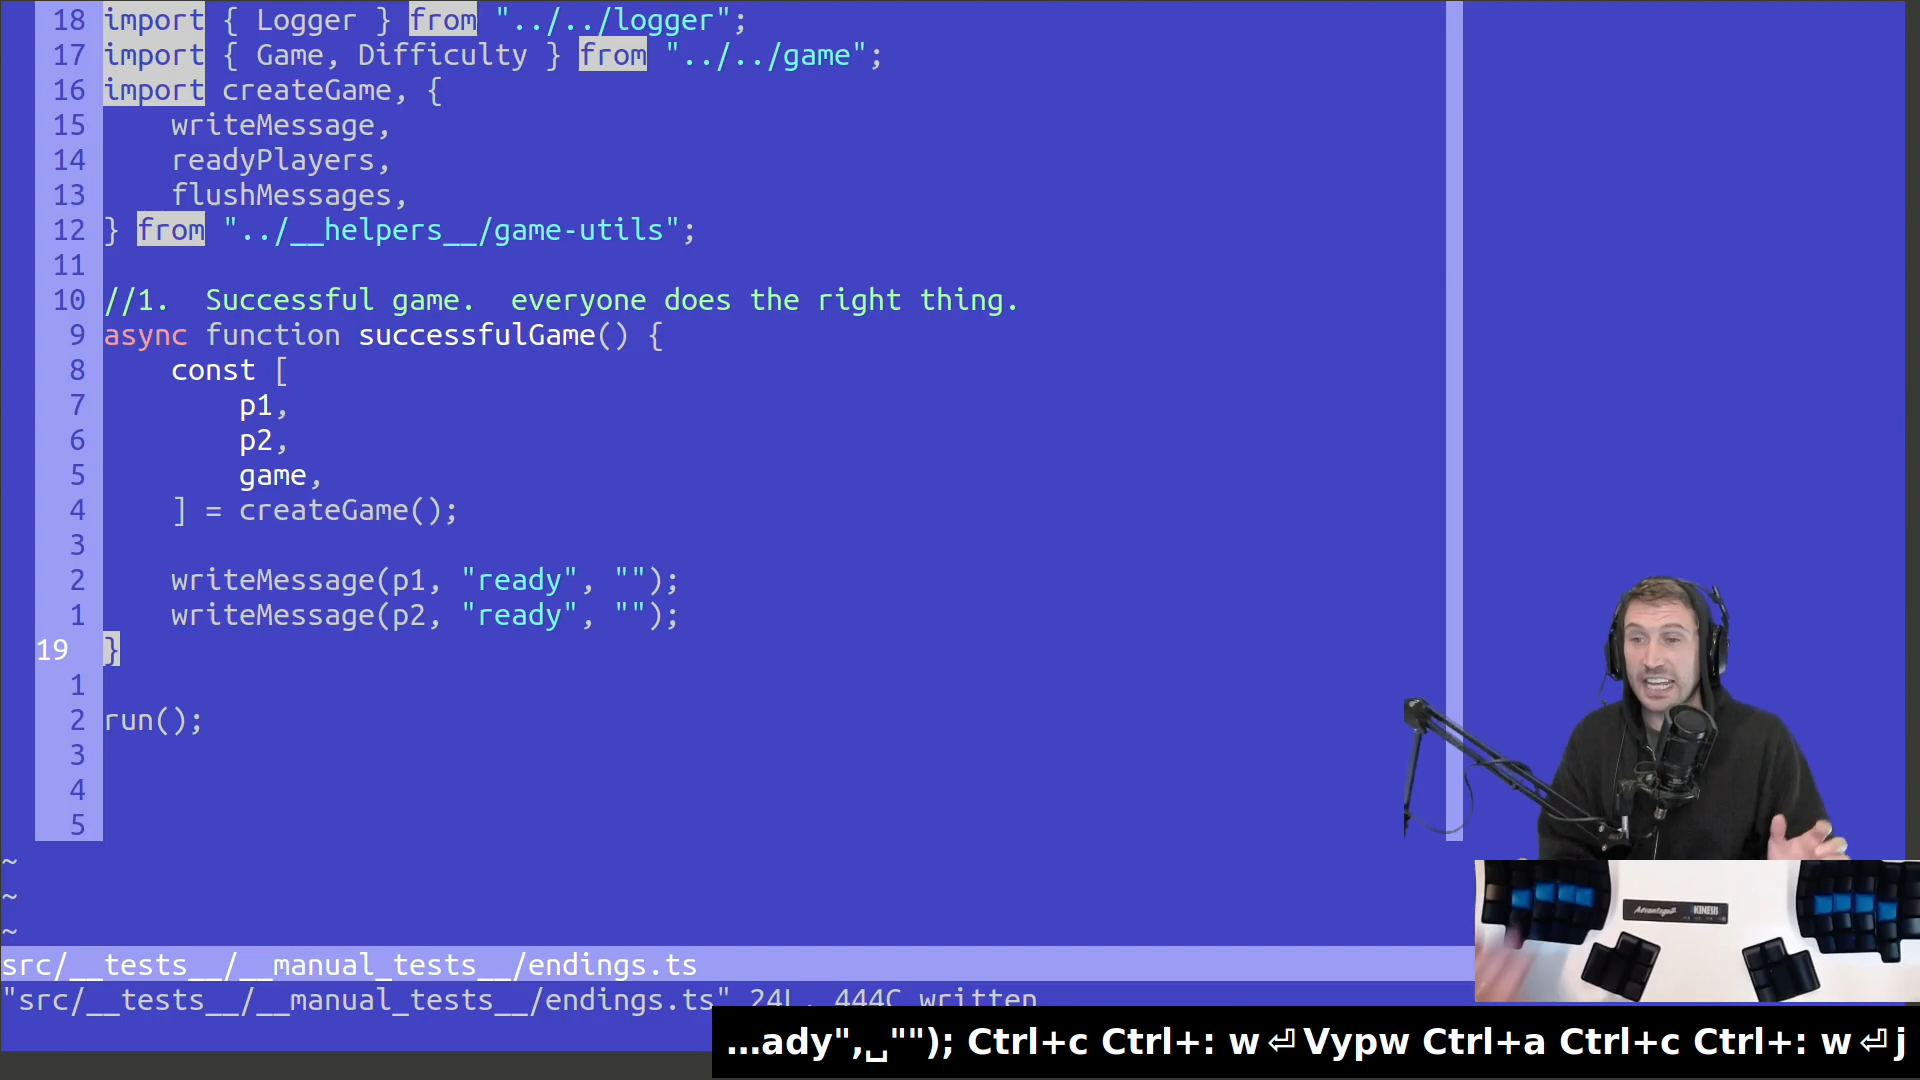 18 import { Logger } from "../../logger";
17 import { Game, Difficulty } from "../../game";
16 import createGame, {
15 writeMessage,
14 readyPlayers,
13 flushMessages,
12 } from "../__helpers__/game-utils";
11
10 //1.  Successful game.  everyone does the right thing.
9 async function successfulGame() {
8 const [
7 p1,
6 p2,
5 game,
4 ] = createGame();
3
2 writeMessage(p1, "ready", "");
1 writeMessage(p2, "ready", "");
19 }
1
2 run();
3
4
5
~
~
~
src/__tests__/__manual_tests__/endings.ts
"src/__tests__/__manual_tests__/endings.ts" 24L, 444C written
…ady",␣""); Ctrl+c Ctrl+: w⏎Vypw Ctrl+a Ctrl+c Ctrl+: w⏎j
Advantage2 KINESIS